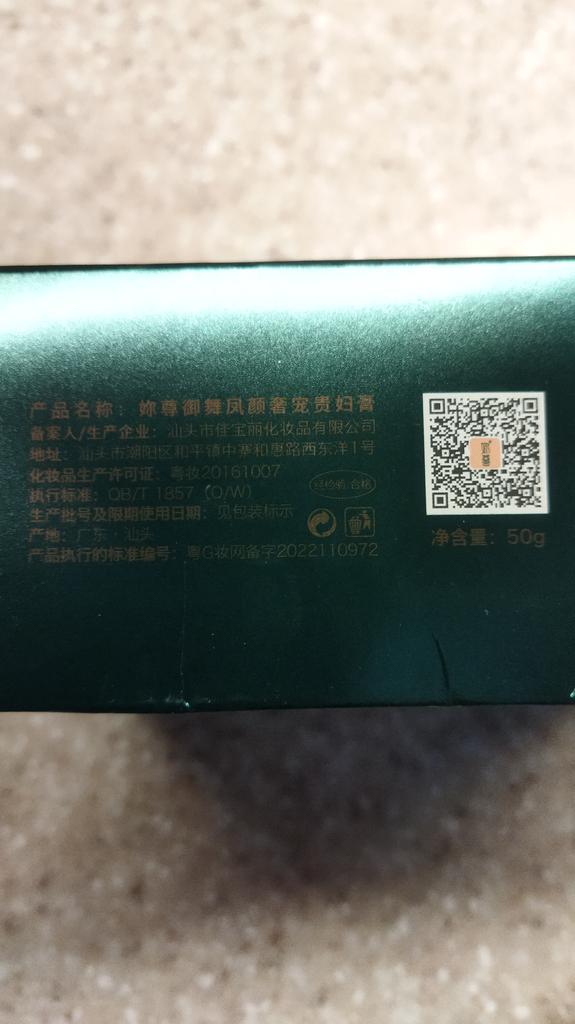 产品名称：妳尊御舞凤颜奢宠贵妇膏
备案人/生产企业：汕头市佳宝丽化妆品有限公司
地址：汕头市潮阳区和平镇中寨和惠路西东洋1号
化妆品生产许可证：粤妆20161007
执行标准：QB/T 1857（O/W）
经检验 合格
生产批号及限期使用日期：见包装标示
产地：广东·汕头
产品执行的标准编号：粤G妆网备字2022110972
净含量：50g